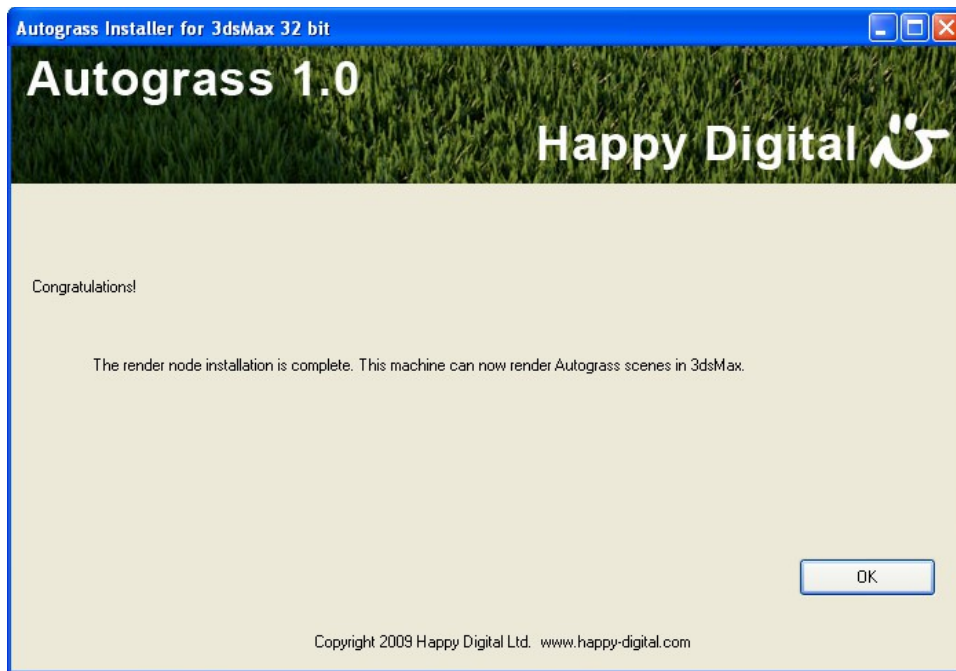 Autograss Installer for 3dsMax 32 bit
Autograss 1.0
Happy Digital
Congratulations!
The render node installation is complete. This machine can now render Autograss scenes in 3dsMax.
OK
Copyright 2009 Happy Digital Ltd. www.happy-digital.com